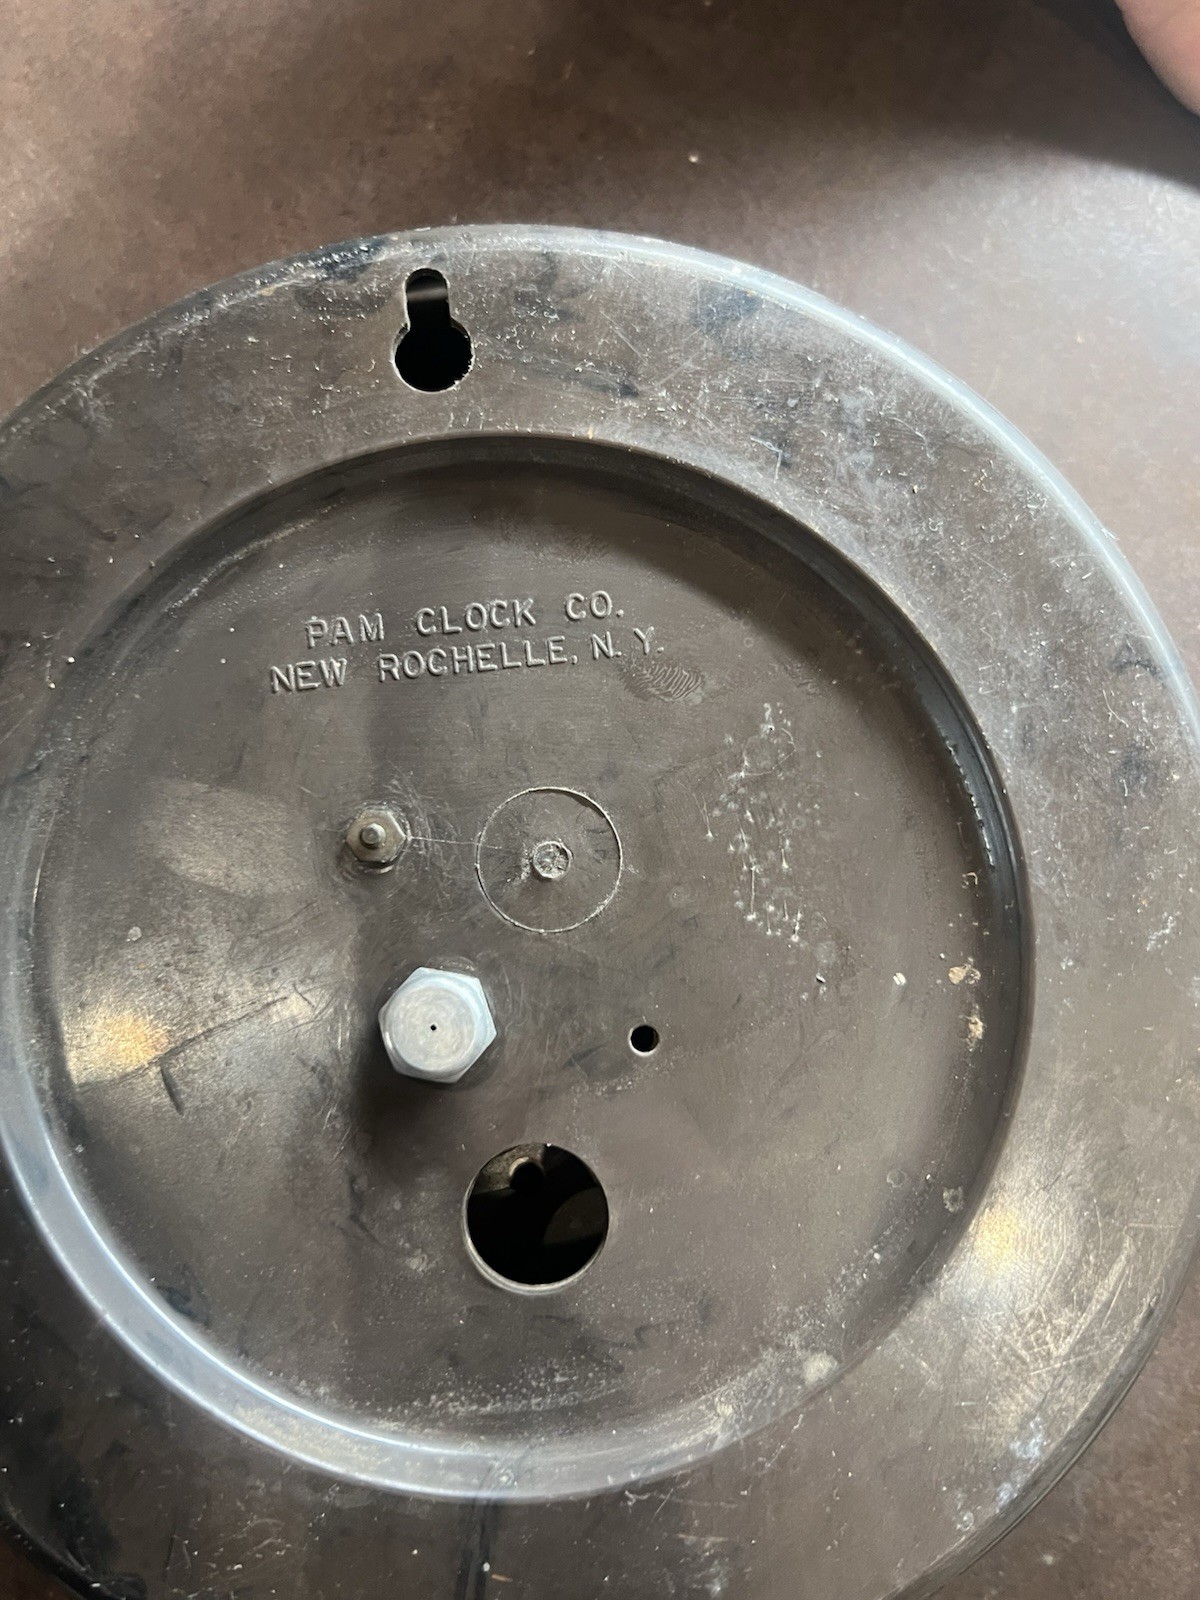 PAM CLOCK CO.
NEW ROCHELLE, N. Y.